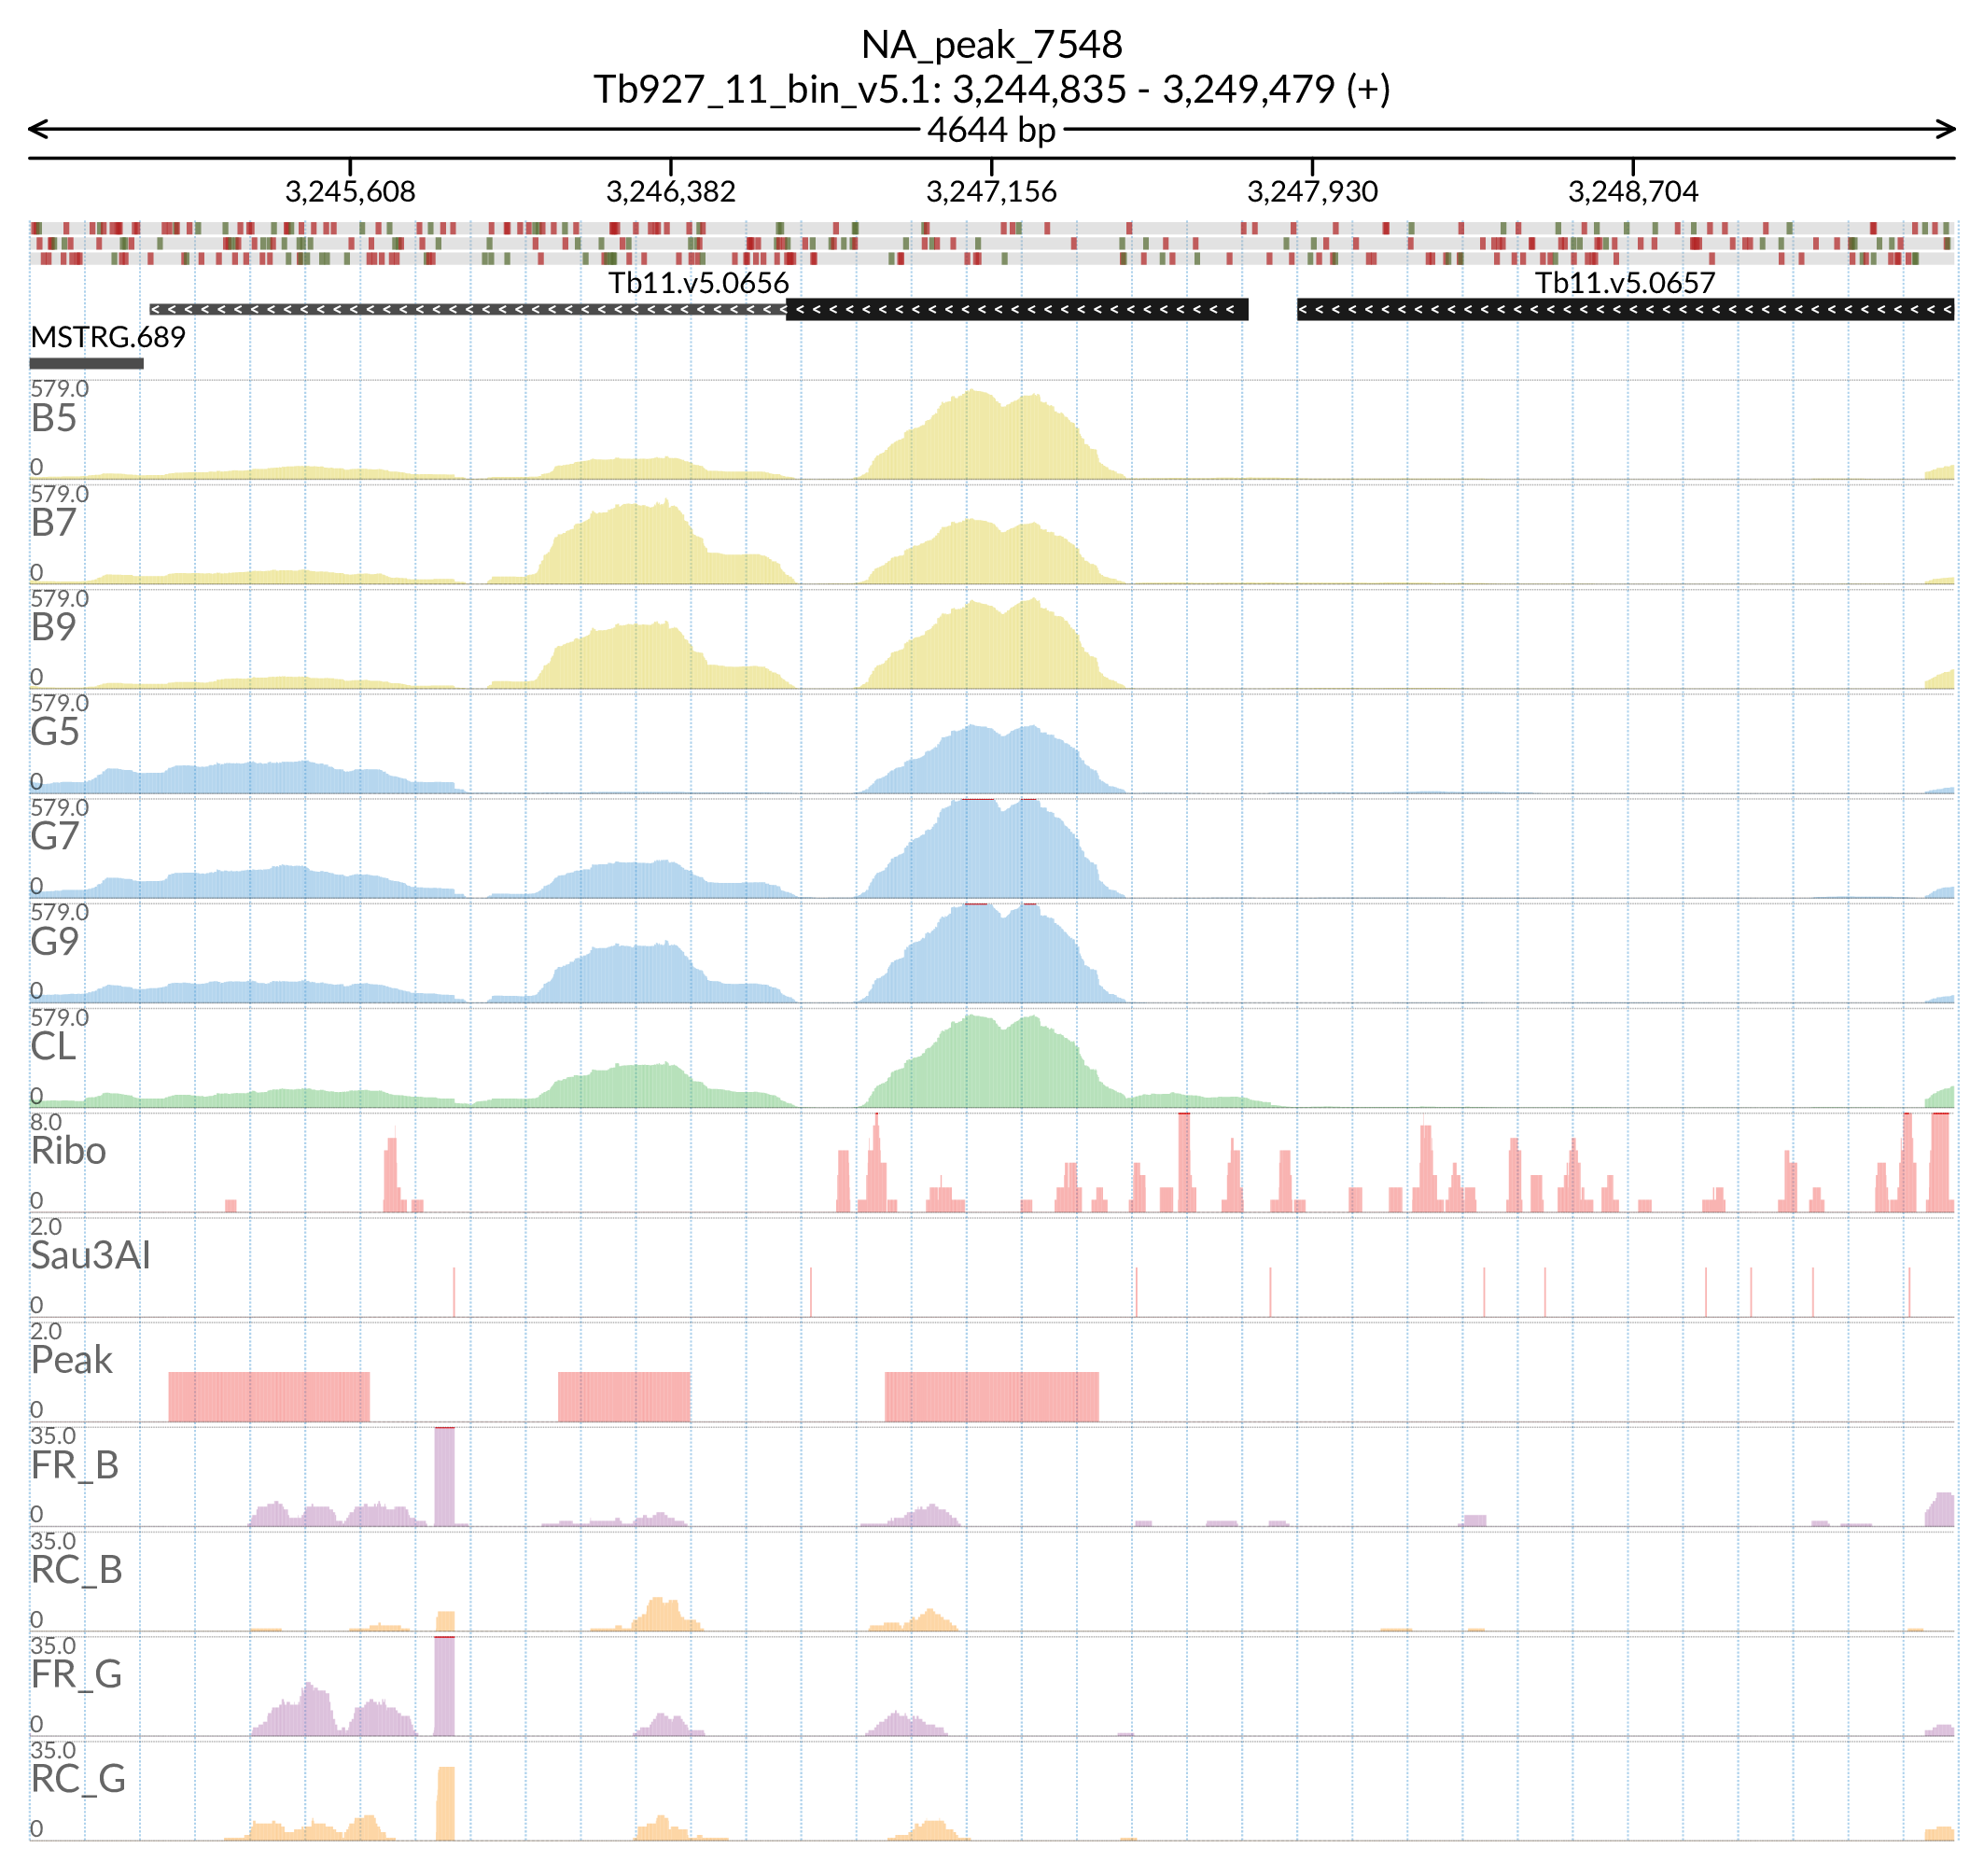 NA_peak_7548
Tb927_11_bin_v5.1: 3,244,835 - 3,249,479 (+)
4644 bp
3,245,608 3,246,382 3,247,156 3,247,930 3,248,704
Tb11.v5.0656 Tb11.v5.0657
MSTRG.689
579.0
B5
0
579.0
B7
0
579.0
B9
0
579.0
G5
0
579.0
G7
0
579.0
G9
0
579.0
CL
0
8.0
Ribo
0
2.0
Sau3AI
0
2.0
Peak
0
35.0
FR_B
0
35.0
RC_B
0
35.0
FR_G
0
35.0
RC_G
0